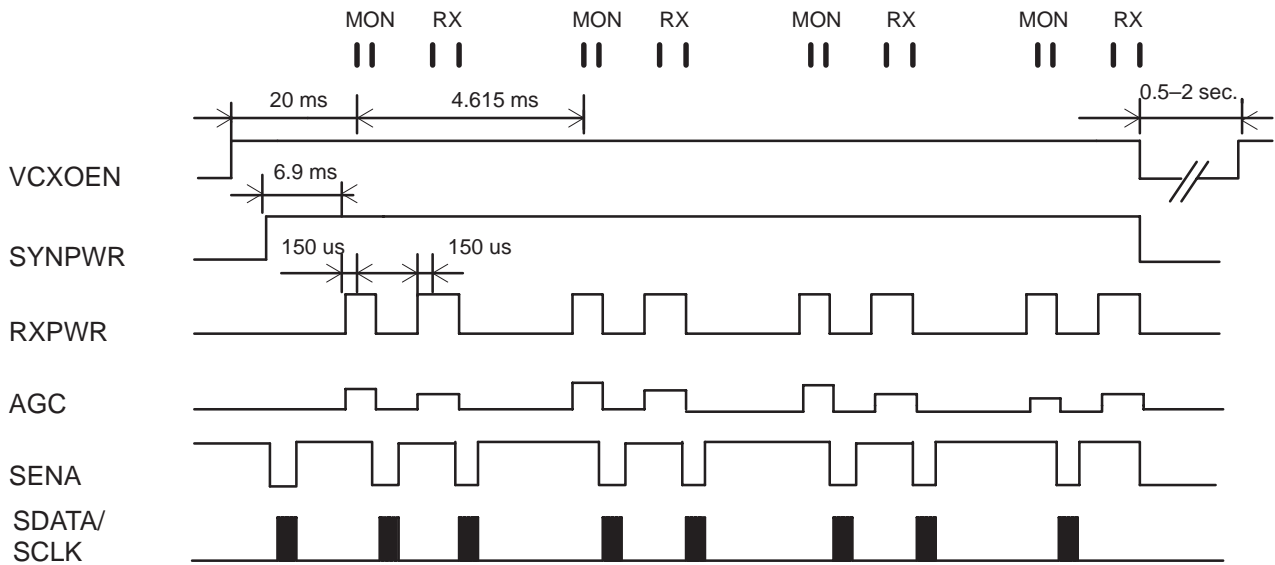 MON RX MON RX MON RX MON RX
20 ms 4.615 ms 0.5–2 sec.
VCXOEN
6.9 ms
SYNPWR
150 us 150 us
RXPWR
AGC
SENA
SDATA/
SCLK